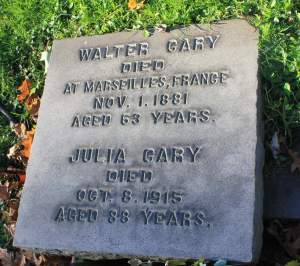 WALTER GARY
DIED
AT MARSEILLES, FRANCE
NOV. 1. 1881
AGED 63 YEARS.
JULIA GARY
DIED
OCT. 8. 1915
AGED 88 YEARS.